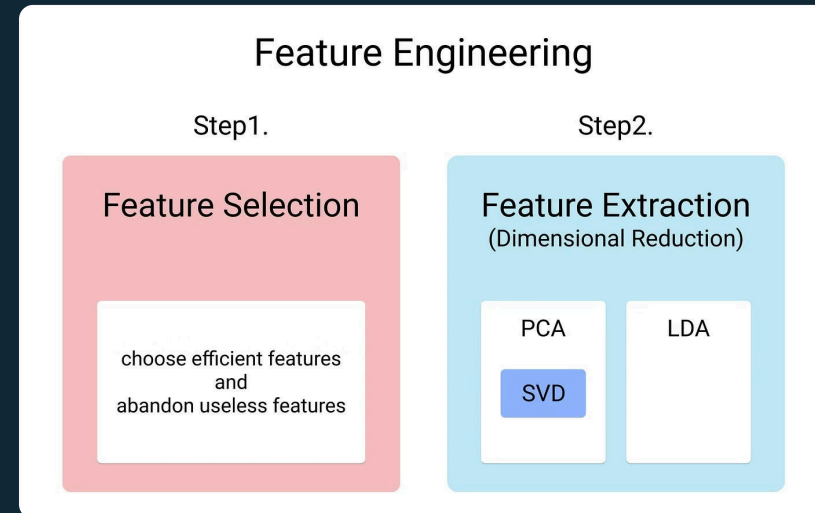 Feature Engineering
Step1.
Feature Selection
choose efficient features
and
abandon useless features
Step2.
Feature Extraction
(Dimensional Reduction)
PCA
SVD
LDA